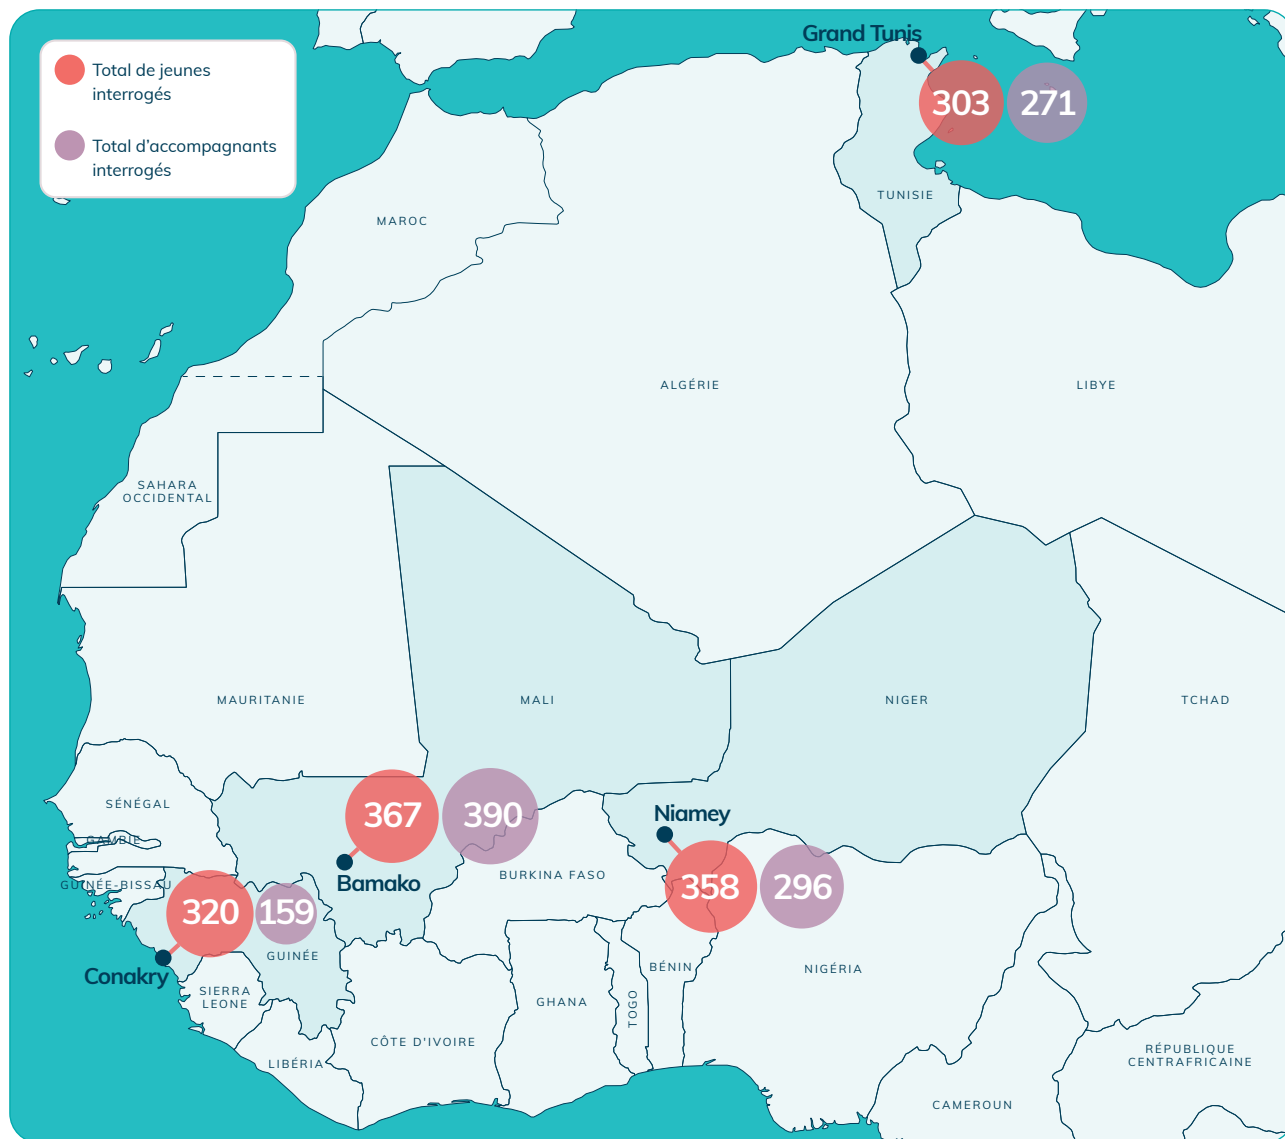 Total de jeunes
interrogés
Total d'accompagnants
interrogés
Grand Tunis
303
271
TUNISIE
MAROC
ALGÉRIE
LIBYE
SAHARA
OCCIDENTAL
MAURITANIE
MALI
NIGER
TCHAD
SÉNÉGAL
GAMBIE
GUINÉE-BISSAU
367
390
Bamako
Niamey
358
296
BURKINA FASO
320
159
Conakry
GUINÉE
SIERRA
LEONE
LIBÉRIA
CÔTE D'IVOIRE
GHANA
TOGO
BÉNIN
NIGÉRIA
RÉPUBLIQUE
CENTRAFRICAINE
CAMEROUN